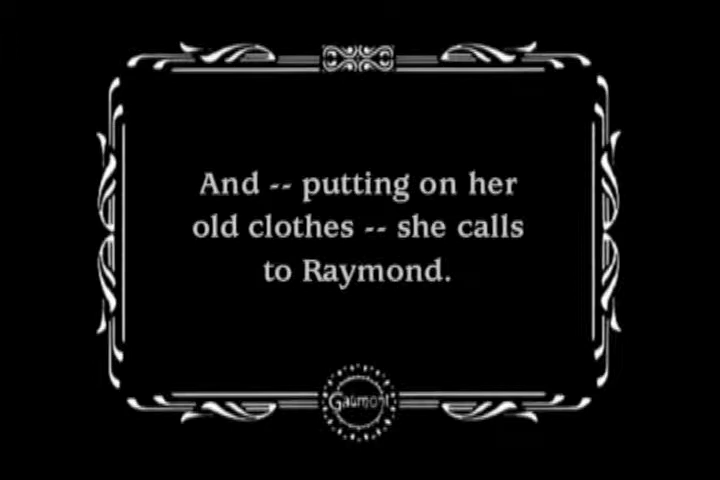 And -- putting on her
old clothes -- she calls
to Raymond.
Gaumont